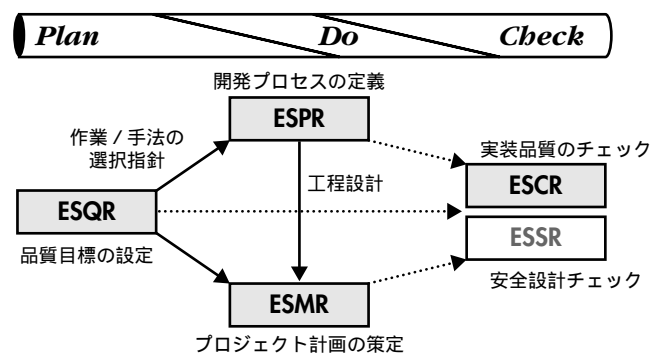 Plan Do Check
開発プロセスの定義
ESPR
作業 / 手法の
選択指針
実装品質のチェック
ESCR
工程設計
ESQR
ESSR
品質目標の設定
安全設計チェック
ESMR
プロジェクト計画の策定